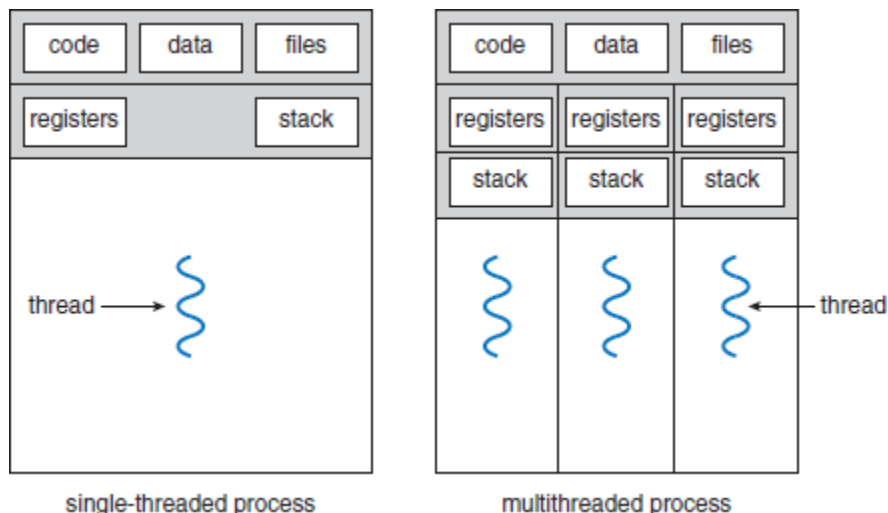 code data files code data files
registers stack registers registers registers
stack stack stack
thread thread
single-threaded process multithreaded process